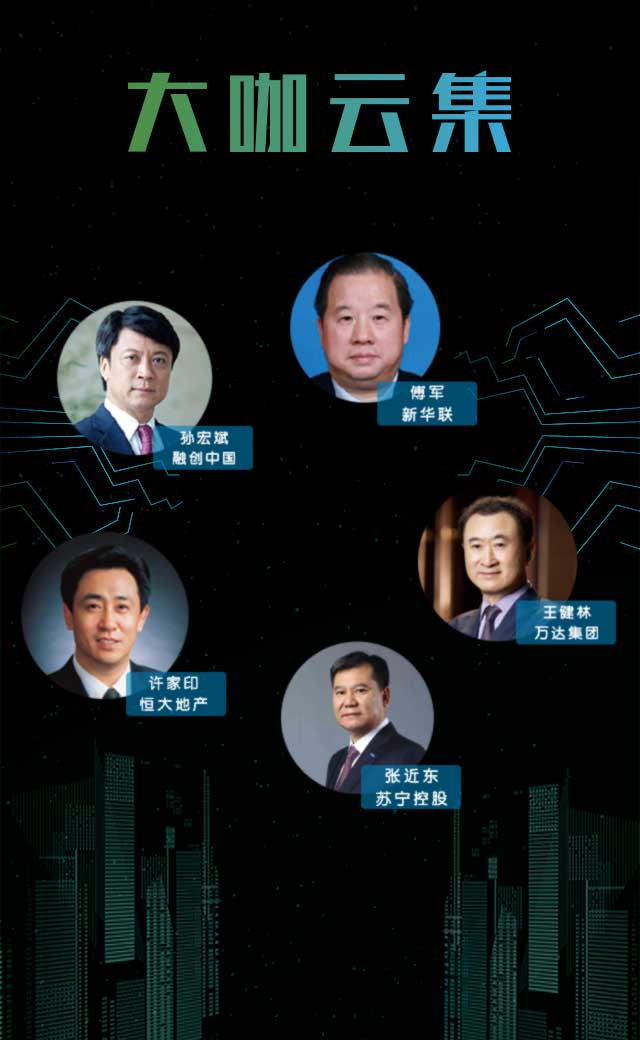 大咖云集
傅军
新华联
孙宏斌
融创中国
王健林
万达集团
许家印
恒大地产
张近东
苏宁控股